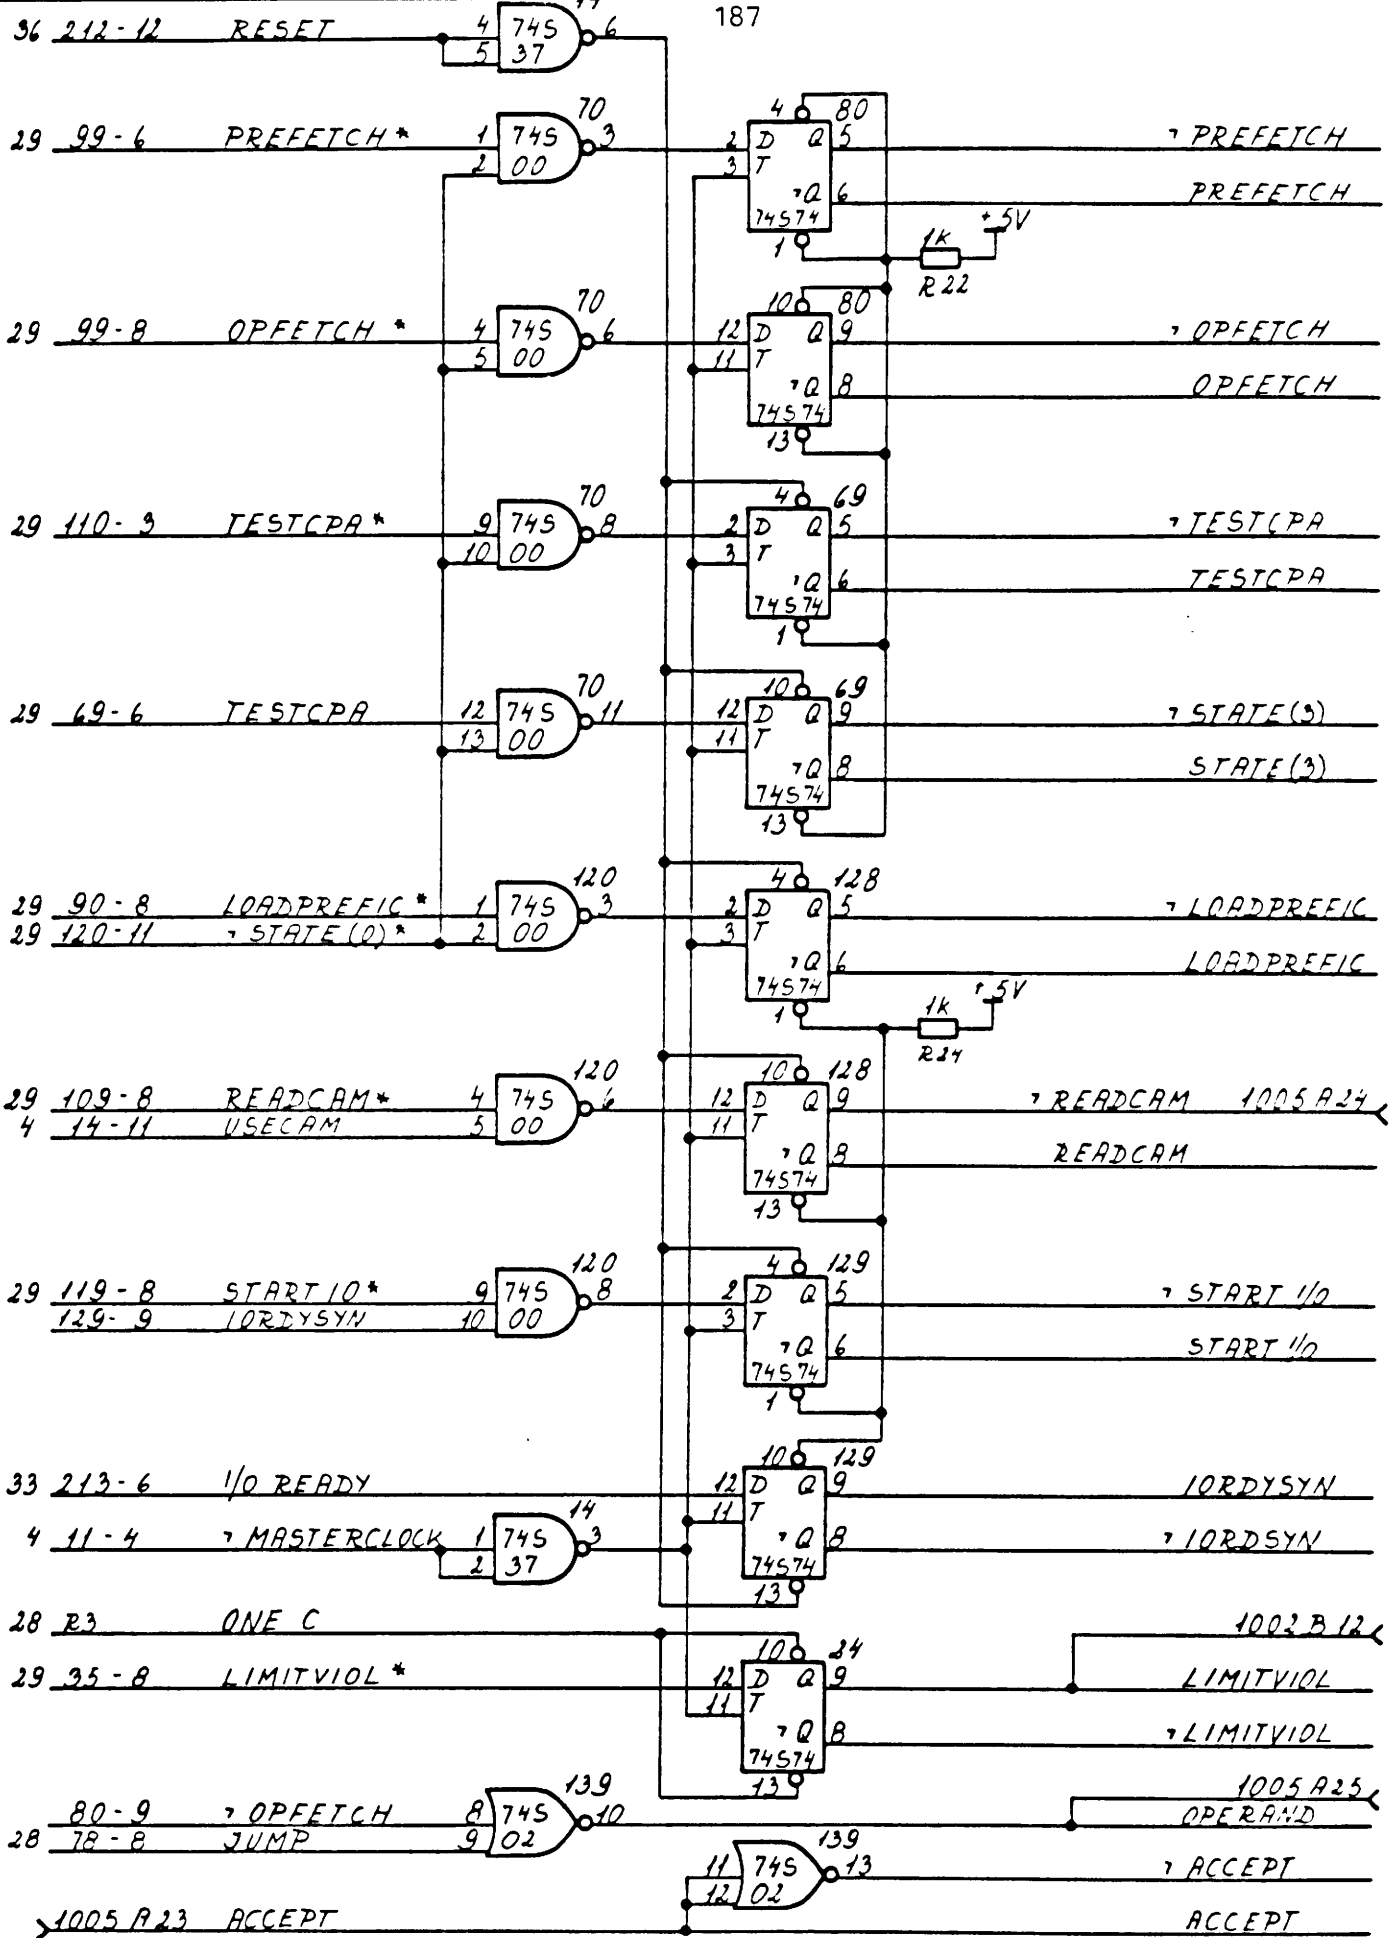 187
36 212-12 RESET 4 5 74S 37 6
29 99-6 PREFETCH* 1 2 74S 00 70 3
2 D 3 T 4 80 Q 5 ¬PREFETCH
¬Q 6 PREFETCH
74S74 1
1K +5V
R22
29 99-8 OPFETCH * 4 5 74S 00 70 6
12 D 11 T 10 80 Q 9 ¬OPFETCH
¬Q 8 OPFETCH
74S74 13
29 110-3 TESTCPA* 9 10 74S 00 70 8
2 D 3 T 4 69 Q 5 ¬TESTCPA
¬Q 6 TESTCPA
74S74 1
29 69-6 TESTCPA 12 13 74S 00 70 11
12 D 11 T 10 69 Q 9 ¬STATE(3)
¬Q 8 STATE(3)
74S74 13
29 90-8 LOADPREFIC * 1 74S 120 3
29 120-11 ¬STATE(0)* 2 00
2 D 3 T 4 128 Q 5 ¬LOADPREFIC
¬Q 6 LOADPREFIC
74S74 1
1K +5V
R24
29 109-8 READCAM* 4 74S 120 6
4 14-11 USECAM 5 00
12 D 11 T 10 128 Q 9 ¬READCAM 1005 A24
¬Q 8 READCAM
74S74 13
29 119-8 START IO* 9 74S 120 8
129-9 IORDYSYN 10 00
2 D 3 T 4 129 Q 5 ¬START I/O
¬Q 6 START I/O
74S74 1
33 213-6 I/O READY 12 D 10 129 Q 9 IORDYSYN
4 11-4 ¬MASTERCLOCK 1 2 74S 37 14 3
11 T ¬Q 8 ¬IORDSYN
74S74 13
28 R3 ONE C
1002 B12
29 35-8 LIMITVIOL * 12 D 11 T 10 24 Q 9 LIMITVIOL
¬Q 8 ¬LIMITVIOL
74S74 13
1005 A25
80-9 ¬OPFETCH 8 74S 139 10 OPERAND
28 78-8 JUMP 9 02
11 12 74S 02 139 13 ¬ACCEPT
1005 A23 ACCEPT ACCEPT